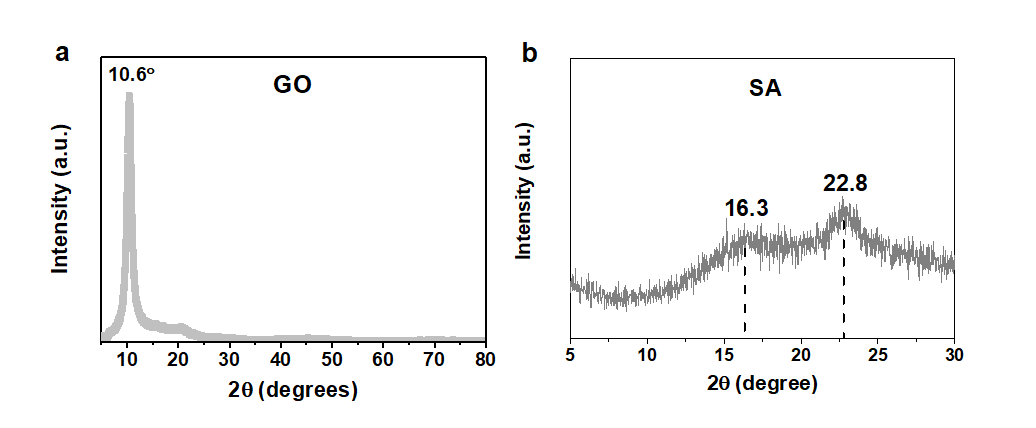 a
10.6°
GO
Intensity (a.u.)
10 20 30 40 50 60 70 80
2θ (degrees)
b
SA
22.8
16.3
Intensity (a.u.)
5 10 15 20 25 30
2θ (degree)